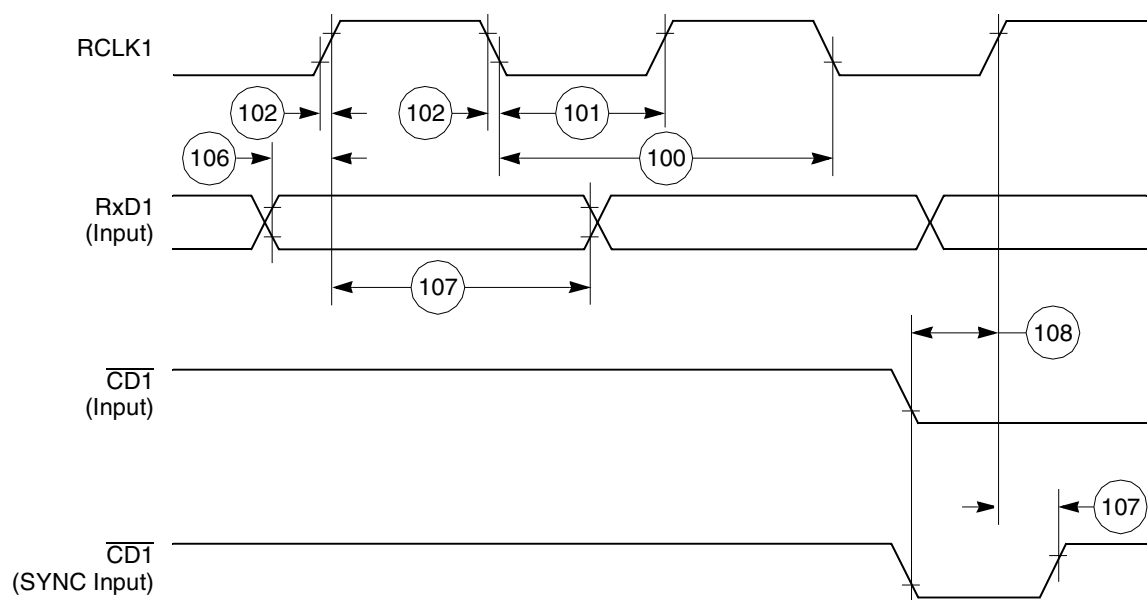 RCLK1
102
102
101
106
100
RxD1
(Input)
107
108
CD1
(Input)
107
CD1
(SYNC Input)